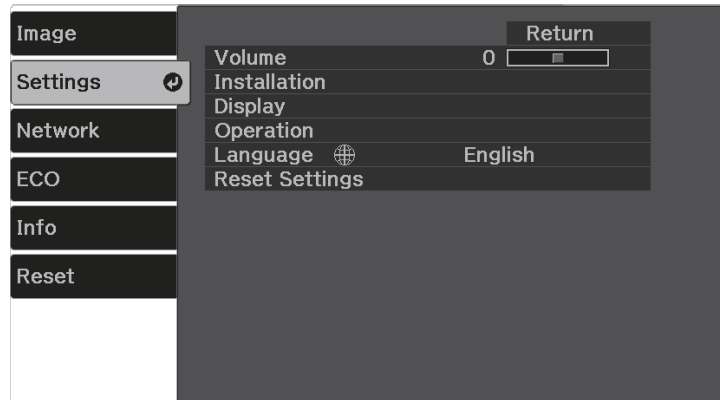 Image
Settings
Network
ECO
Info
Reset
Return
Volume 0
Installation
Display
Operation
Language English
Reset Settings